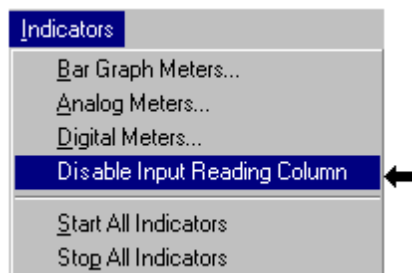 Indicators
Bar Graph Meters...
Analog Meters...
Digital Meters...
Disable Input Reading Column
Start All Indicators
Stop All Indicators